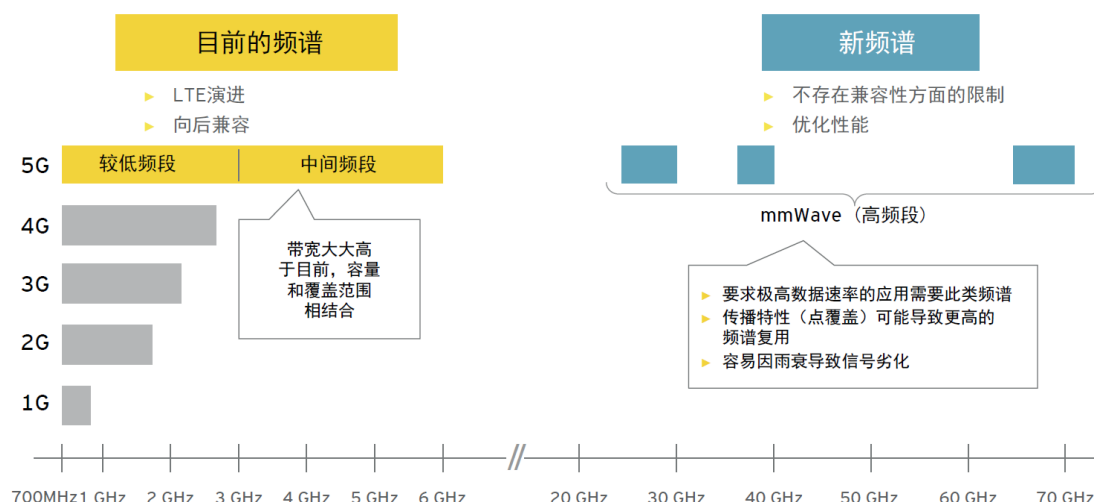 目前的频谱
新频谱
LTE演进
向后兼容
不存在兼容性方面的限制
优化性能
5G
较低频段
中间频段
4G
3G
2G
1G
带宽大大高
于目前，容量
和覆盖范围
相结合
mmWave（高频段）
要求极高数据速率的应用需要此类频谱
传播特性（点覆盖）可能导致更高的
频谱复用
容易因雨衰导致信号劣化
700MHz 1 GHz 2 GHz 3 GHz 4 GHz 5 GHz 6 GHz 20 GHz 30 GHz 40 GHz 50 GHz 60 GHz 70 GHz